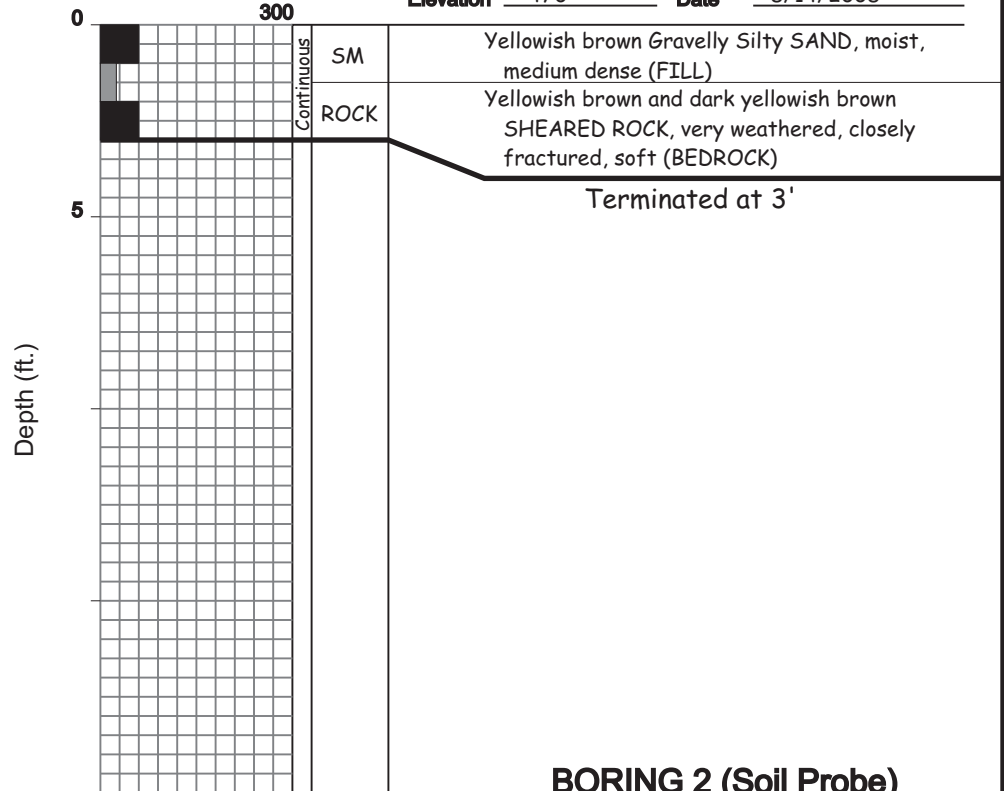 Elevation Date
0
300
Continuous
SM
Yellowish brown Gravelly Silty SAND, moist,
medium dense (FILL)
ROCK
Yellowish brown and dark yellowish brown
SHEARED ROCK, very weathered, closely
fractured, soft (BEDROCK)
Terminated at 3'
5
Depth (ft.)
BORING 2 (Soil Probe)